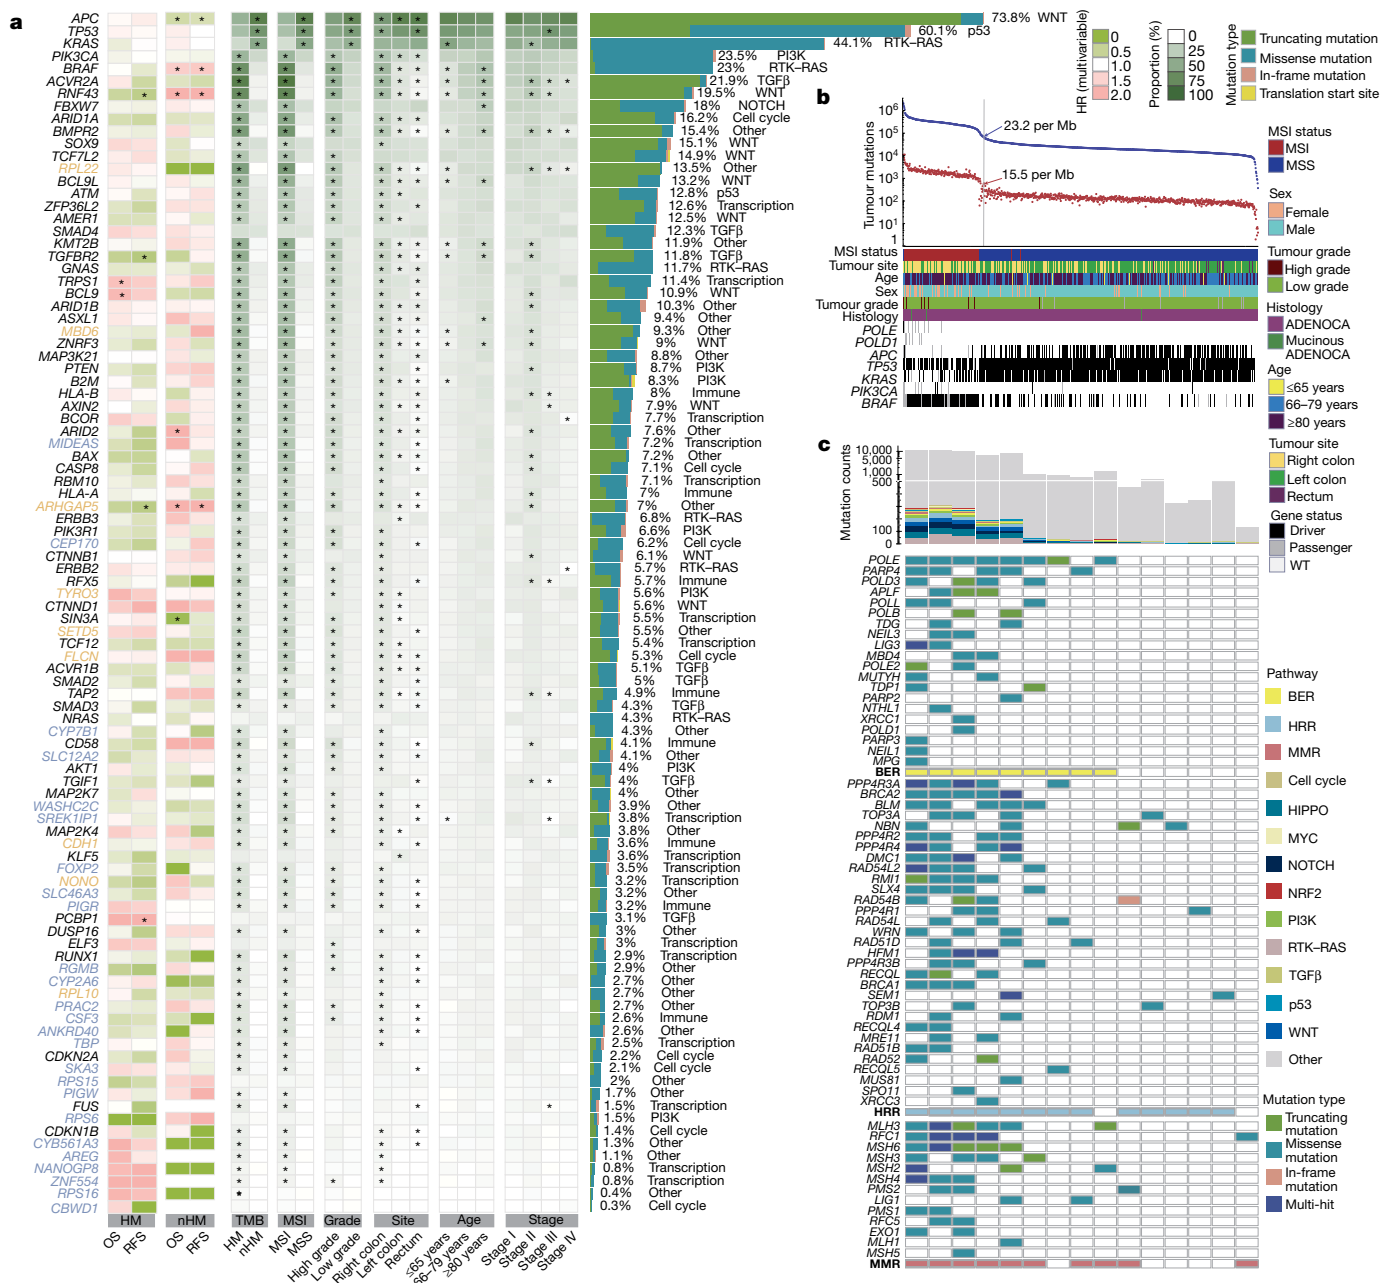 a
APC 73.8% WNT
TP53 60.1% p53
KRAS 44.1% RTK–RAS
PIK3CA 23.5% PI3K
BRAF 23% RTK–RAS
ACVR2A 21.9% TGFβ
RNF43 19.5% WNT
FBXW7 18% NOTCH
ARID1A 16.2% Cell cycle
BMPR2 15.4% Other
SOX9 15.1% WNT
TCF7L2 14.9% WNT
RPL22 13.5% Other
BCL9L 13.2% WNT
ATM 12.8% p53
ZFP36L2 12.6% Transcription
AMER1 12.5% WNT
SMAD4 12.3% TGFβ
KMT2B 11.9% Other
TGFBR2 11.8% TGFβ
GNAS 11.7% RTK–RAS
TRPS1 11.4% Transcription
BCL9 10.9% WNT
ARID1B 10.3% Other
ASXL1 9.4% Other
MBD6 9.3% Other
ZNRF3 9% WNT
MAP3K21 8.8% Other
PTEN 8.7% PI3K
B2M 8.3% PI3K
HLA-B 8% Immune
AXIN2 7.9% WNT
BCOR 7.7% Transcription
ARID2 7.6% Other
MIDEAS 7.2% Transcription
BAX 7.2% Other
CASP8 7.1% Cell cycle
RBM10 7.1% Transcription
HLA-A 7% Immune
ARHGAP5 7% Other
ERBB3 6.8% RTK–RAS
PIK3R1 6.6% PI3K
CEP170 6.2% Cell cycle
CTNNB1 6.1% WNT
ERBB2 5.7% RTK–RAS
RFX5 5.7% Immune
TYRO3 5.6% PI3K
CTNND1 5.6% WNT
SIN3A 5.5% Transcription
SETD5 5.5% Other
TCF12 5.4% Transcription
FLCN 5.3% Cell cycle
ACVR1B 5.1% TGFβ
SMAD2 5% TGFβ
TAP2 4.9% Immune
SMAD3 4.3% TGFβ
NRAS 4.3% RTK–RAS
CYP7B1 4.3% Other
CD58 4.1% Immune
SLC12A2 4.1% Other
AKT1 4% PI3K
TGIF1 4% TGFβ
MAP2K7 4% Other
WASHC2C 3.9% Other
SREK1IP1 3.8% Transcription
MAP2K4 3.8% Other
CDH1 3.6% Immune
KLF5 3.6% Transcription
FOXP2 3.5% Transcription
NONO 3.2% Transcription
SLC46A3 3.2% Other
PIGR 3.2% Immune
PCBP1 3.1% TGFβ
DUSP16 3% Other
ELF3 3% Transcription
RUNX1 2.9% Transcription
RGMB 2.9% Other
CYP2A6 2.7% Other
RPL10 2.7% Other
PRAC2 2.7% Other
CSF3 2.6% Immune
ANKRD40 2.6% Other
TBP 2.5% Transcription
CDKN2A 2.2% Cell cycle
SKA3 2.1% Cell cycle
RPS15 2% Other
PIGW 1.7% Other
FUS 1.5% Transcription
RPS6 1.5% PI3K
CDKN1B 1.4% Cell cycle
CYB561A3 1.3% Other
AREG 1.1% Other
NANOGP8 0.8% Transcription
ZNF554 0.8% Transcription
RPS16 0.4% Other
CBWD1 0.3% Cell cycle
HM nHM TMB MSI Grade Site Age Stage
OS RFS OS RFS HM nHM MSI MSS High grade Low grade Right colon Left colon Rectum ≤65 years 66–79 years ≥80 years Stage I Stage II Stage III Stage IV
HR (multivariable)
0
0.5
1.0
1.5
2.0
Proportion (%)
0
25
50
75
100
Mutation type
Truncating mutation
Missense mutation
In-frame mutation
Translation start site
b
Tumour mutations
10⁶
10⁵
10⁴
10³
10²
10¹
1
23.2 per Mb
15.5 per Mb
MSI status
Tumour site
Age
Sex
Tumour grade
Histology
POLE
POLD1
APC
TP53
KRAS
PIK3CA
BRAF
MSI status
MSI
MSS
Sex
Female
Male
Tumour grade
High grade
Low grade
Histology
ADENOCA
Mucinous
ADENOCA
Age
≤65 years
66–79 years
≥80 years
Tumour site
Right colon
Left colon
Rectum
Gene status
Driver
Passenger
WT
c
Mutation counts
10,000
5,000
1,000
500
100
0
POLE
PARP4
POLD3
APLF
POLL
POLB
TDG
NEIL3
LIG3
MBD4
POLE2
MUTYH
TDP1
PARP2
NTHL1
XRCC1
POLD1
PARP3
NEIL1
MPG
BER
PPP4R3A
BRCA2
BLM
TOP3A
NBN
PPP4R2
PPP4R4
DMC1
RAD54L2
RMI1
SLX4
RAD54B
PPP4R1
RAD54L
WRN
RAD51D
HFM1
PPP4R3B
RECQL
BRCA1
SEM1
TOP3B
RDM1
RECQL4
MRE11
RAD51B
RAD52
RECQL5
MUS81
SPO11
XRCC3
HRR
MLH3
RFC1
MSH6
MSH3
MSH2
MSH4
PMS2
LIG1
PMS1
RFC5
EXO1
MLH1
MSH5
MMR
Pathway
BER
HRR
MMR
Cell cycle
HIPPO
MYC
NOTCH
NRF2
PI3K
RTK–RAS
TGFβ
p53
WNT
Other
Mutation type
Truncating
mutation
Missense
mutation
In-frame
mutation
Multi-hit